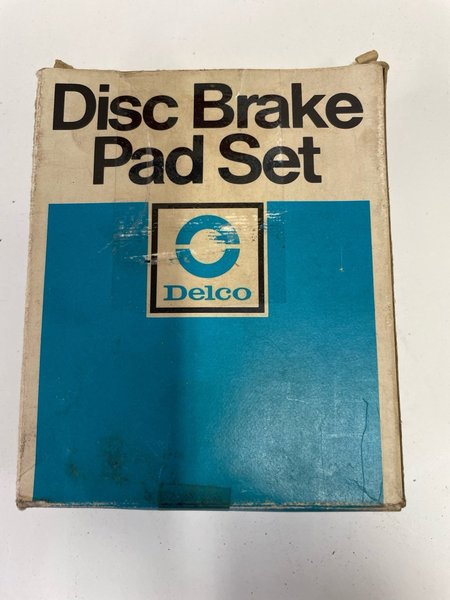 Disc Brake
Pad Set
Delco